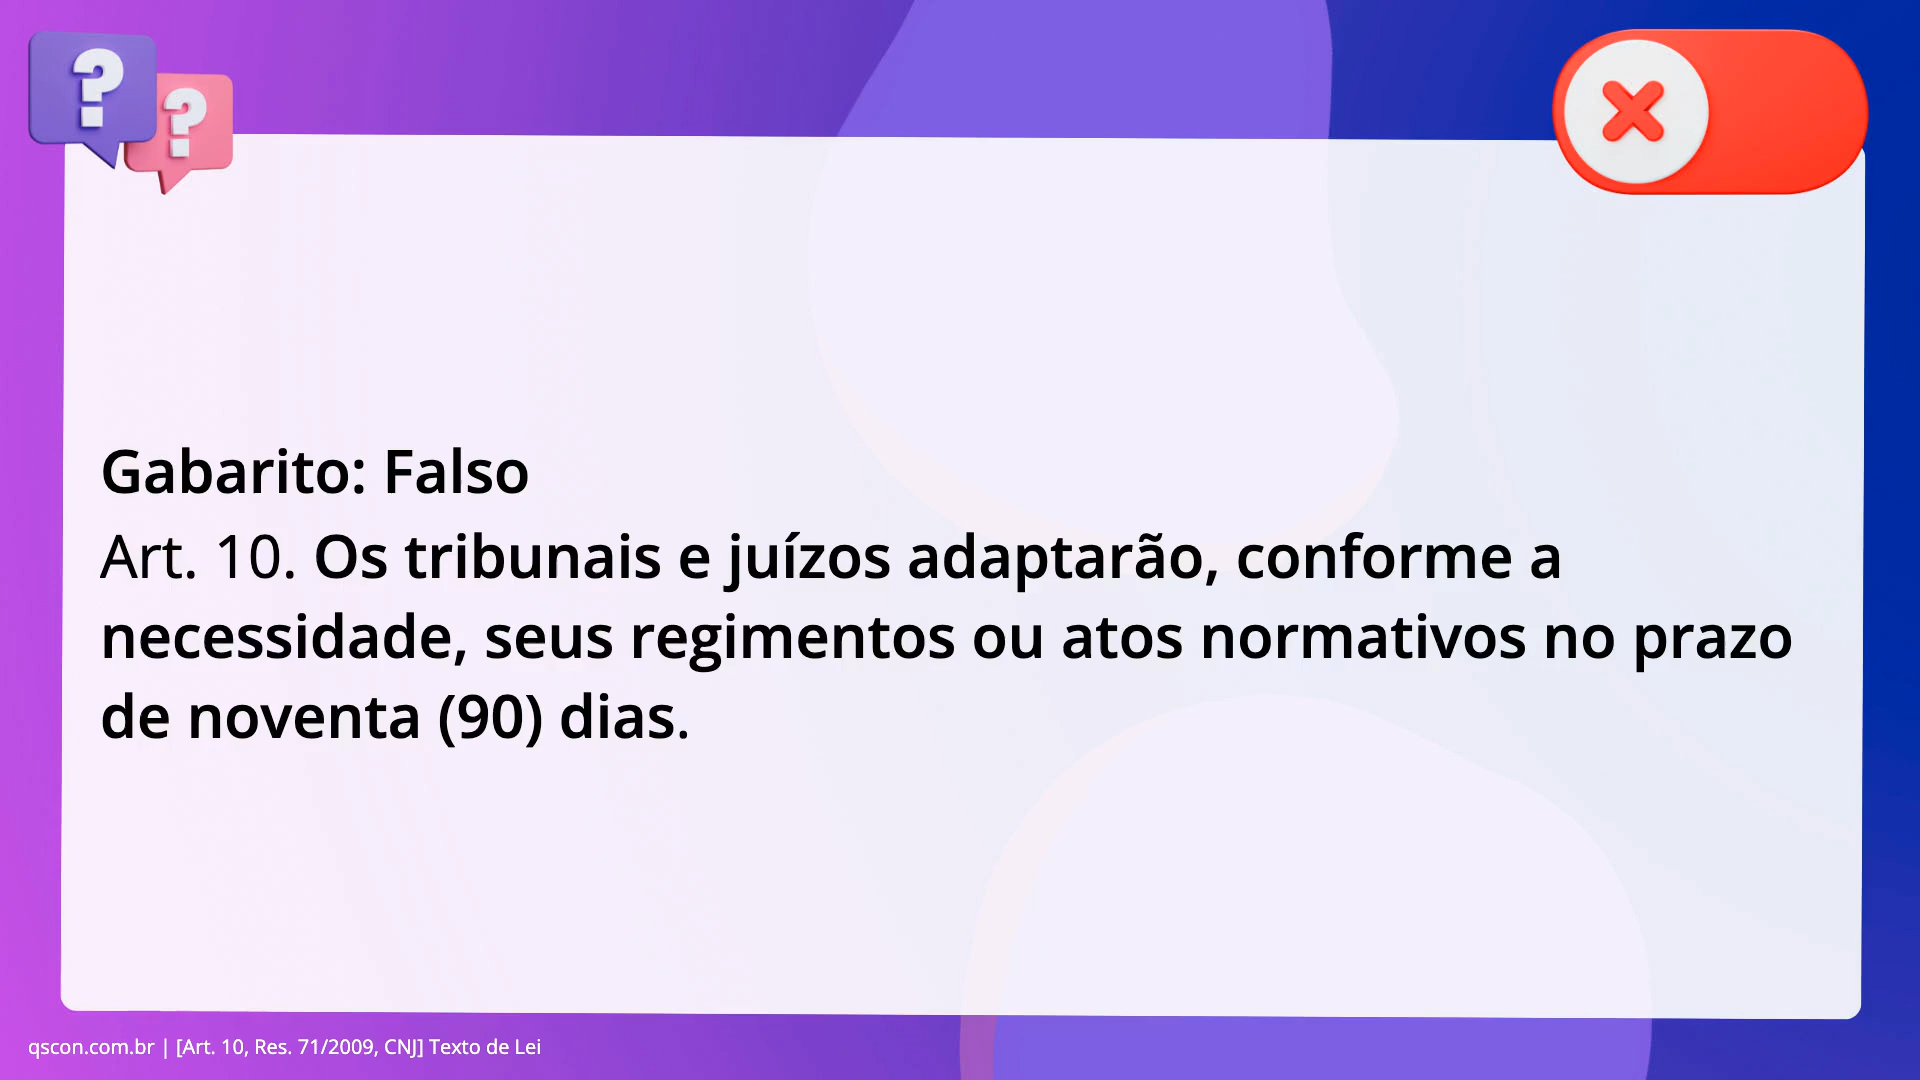 ?
?
Gabarito: Falso
Art. 10. Os tribunais e juízos adaptarão, conforme a
necessidade, seus regimentos ou atos normativos no prazo
de noventa (90) dias.
qscon.com.br | [Art. 10, Res. 71/2009, CNJ] Texto de Lei